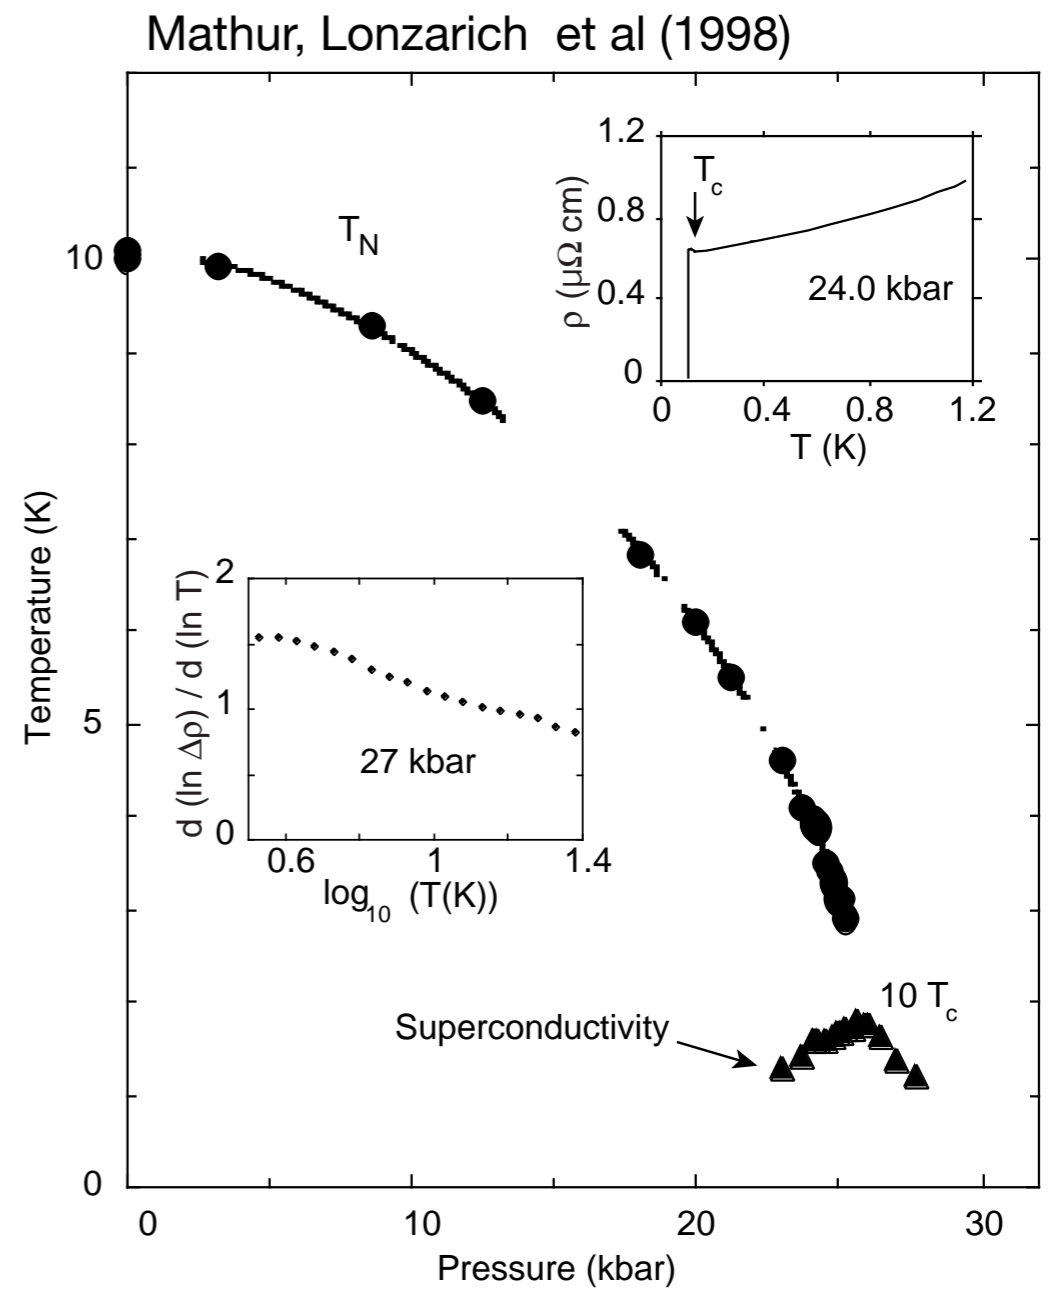 Mathur, Lonzarich et al (1998)
1.2
T_c
0.8
T_N
10
24.0 kbar
0.4
ρ (μΩ cm)
0
0 0.4 0.8 1.2
T (K)
Temperature (K)
2
d (ln Δρ) / d (ln T)
1
5
27 kbar
0
0.6 1 1.4
log_10 (T(K))
10 T_c
Superconductivity
0
0 10 20 30
Pressure (kbar)